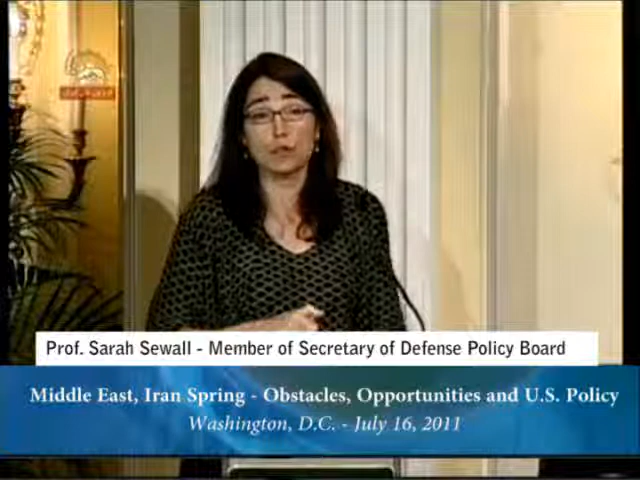 Prof. Sarah Sewall - Member of Secretary of Defense Policy Board
Middle East, Iran Spring - Obstacles, Opportunities and U.S. Policy
Washington, D.C. - July 16, 2011